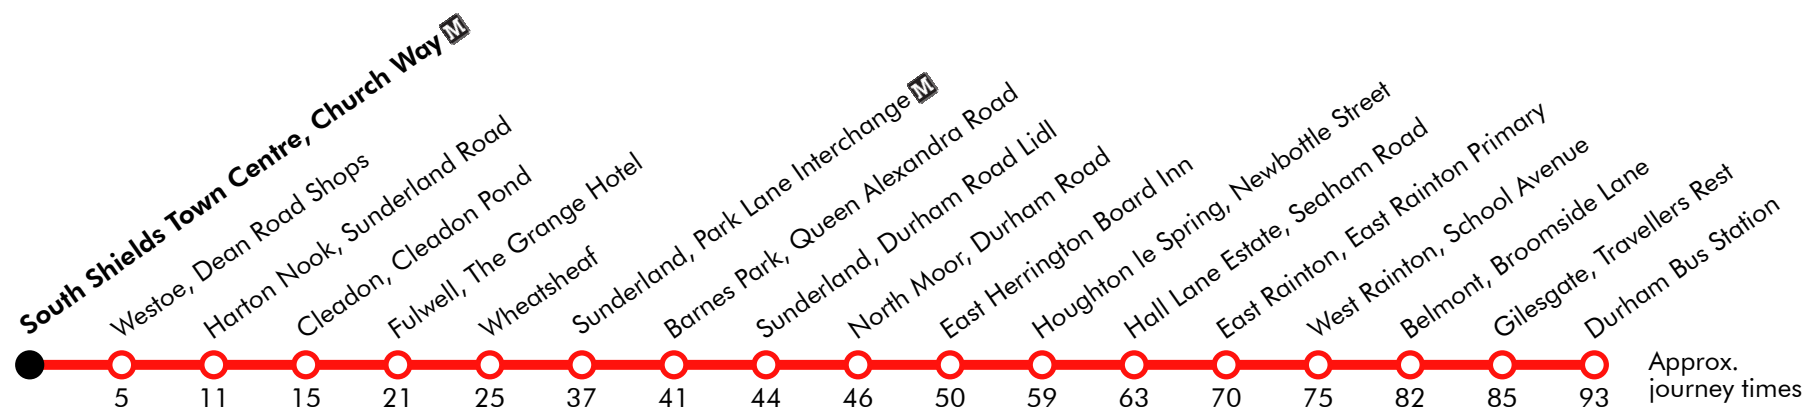 South Shields Town Centre, Church Way M
Westoe, Dean Road Shops
Harton Nook, Sunderland Road
Cleadon, Cleadon Pond
Fulwell, The Grange Hotel
Wheatsheaf
Sunderland, Park Lane Interchange M
Barnes Park, Queen Alexandra Road
Sunderland, Durham Road Lidl
North Moor, Durham Road
East Herrington Board Inn
Houghton le Spring, Newbottle Street
Hall Lane Estate, Seaham Road
East Rainton, East Rainton Primary
West Rainton, School Avenue
Belmont, Broomside Lane
Gilesgate, Travellers Rest
Durham Bus Station
5 11 15 21 25 37 41 44 46 50 59 63 70 75 82 85 93
Approx.
journey times